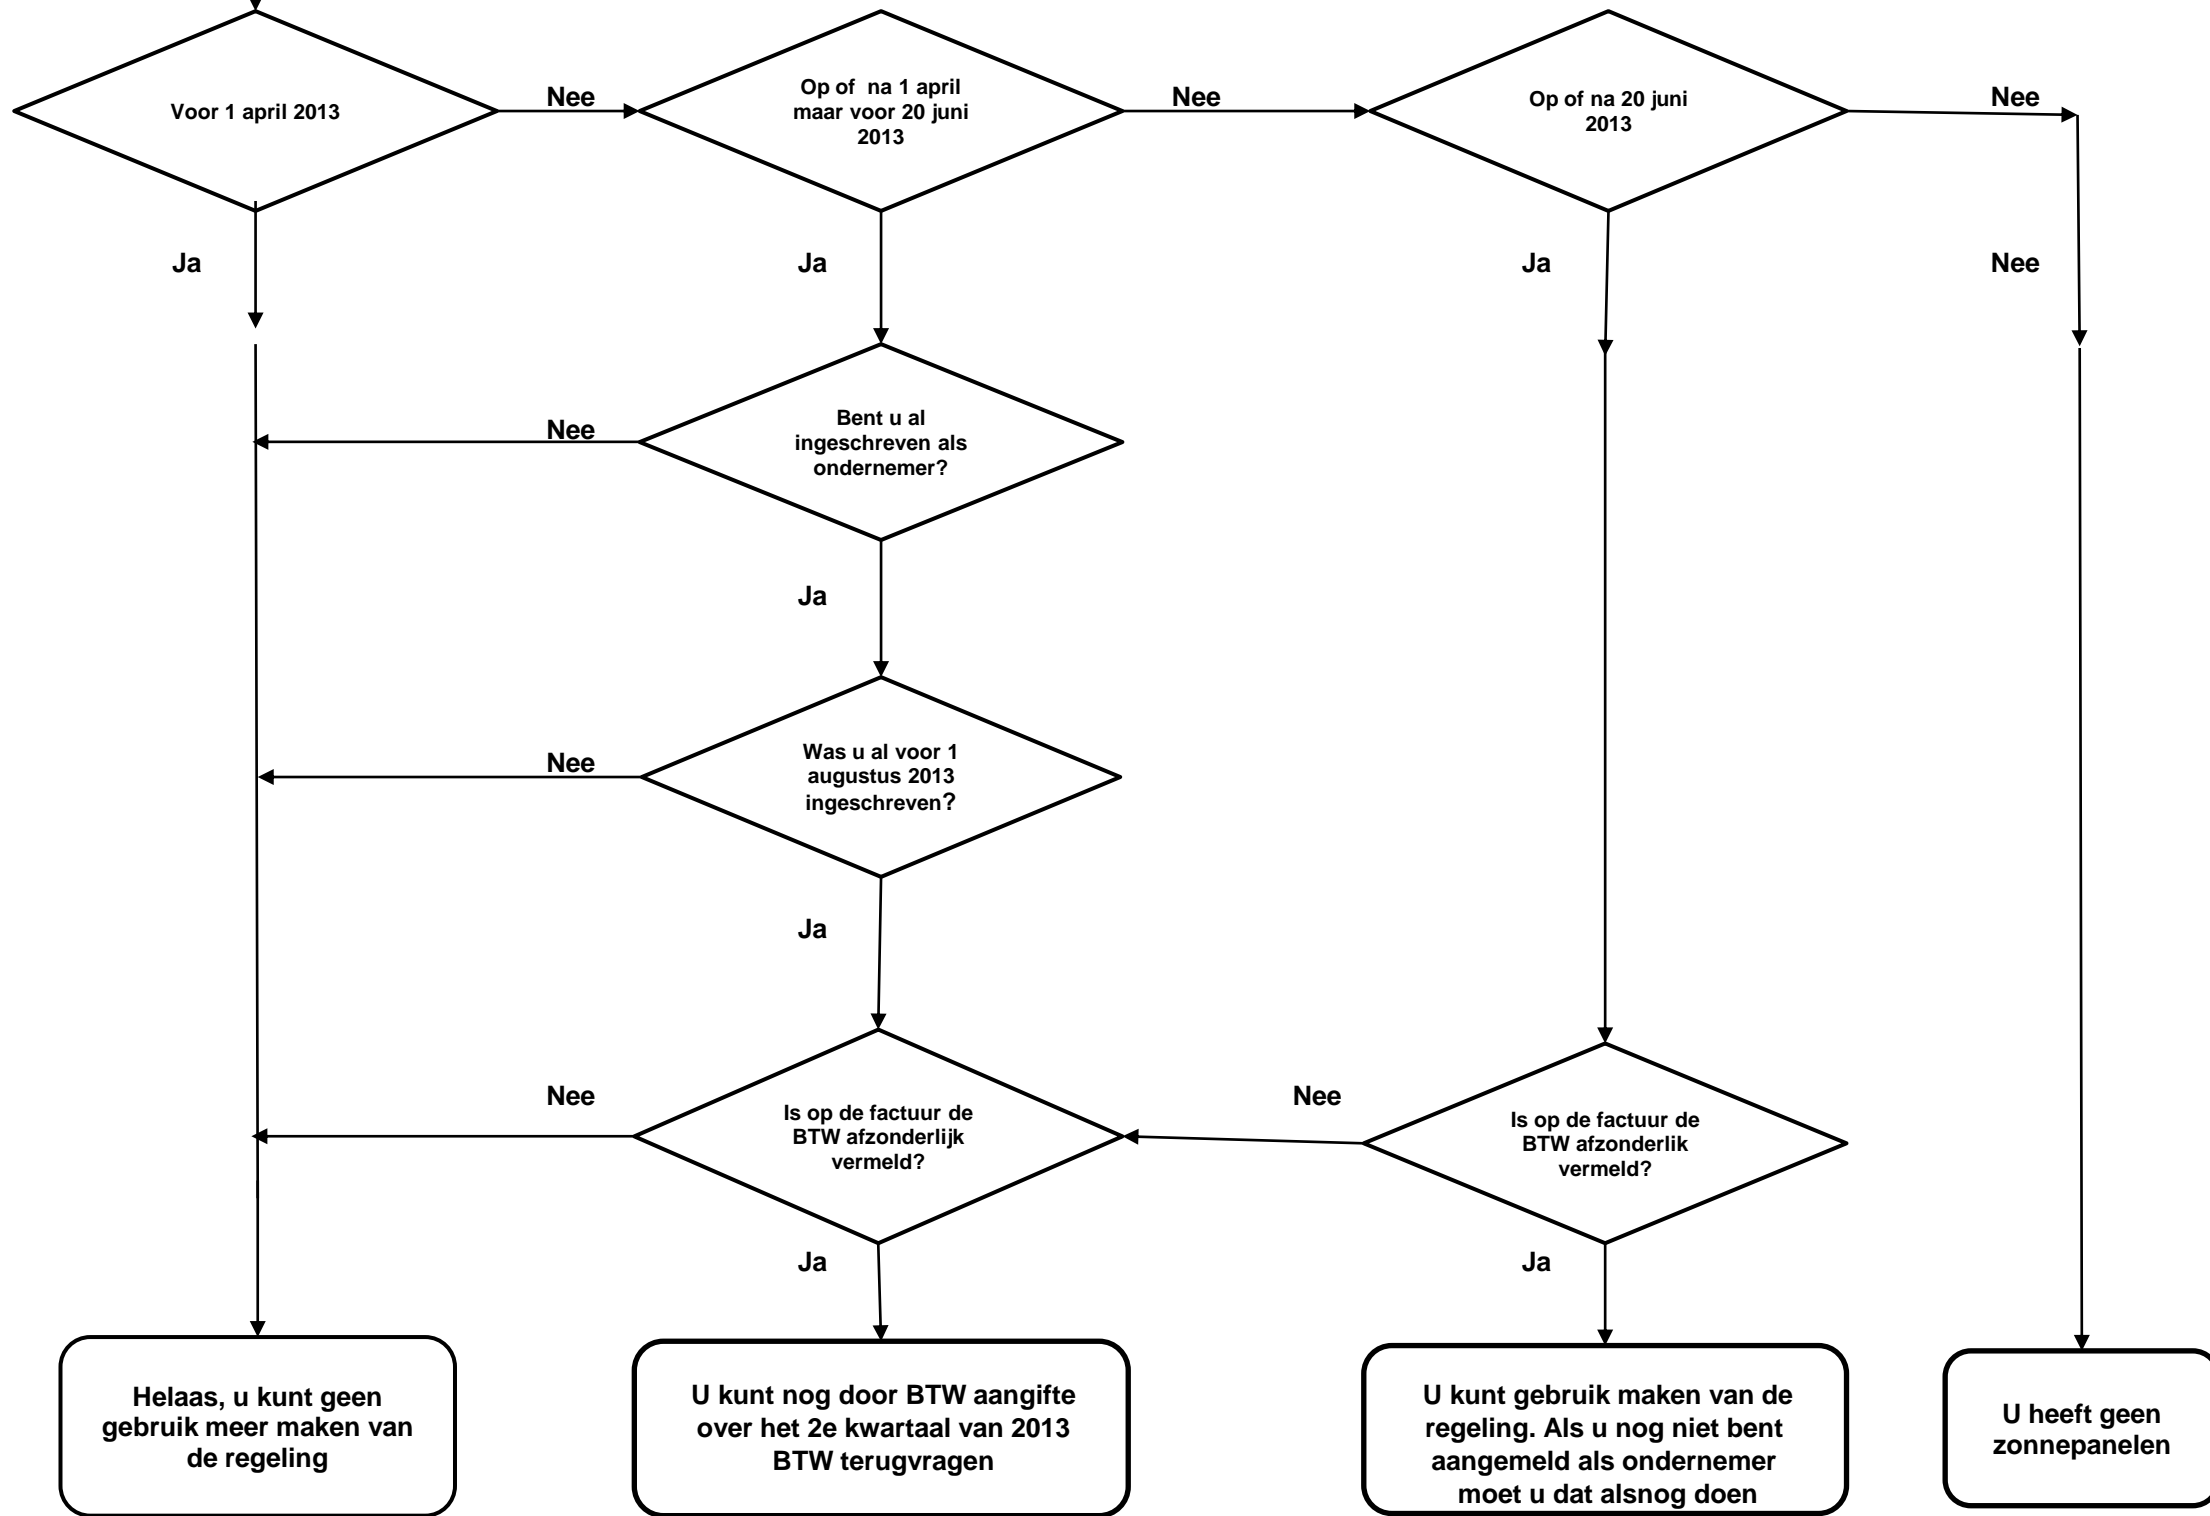 Voor 1 april 2013
Nee
Op of na 1 april
maar voor 20 juni
2013
Nee
Op of na 20 juni
2013
Nee
Ja
Ja
Ja
Nee
Bent u al
ingeschreven als
ondernemer?
Nee
Ja
Was u al voor 1
augustus 2013
ingeschreven?
Nee
Ja
Nee
Is op de factuur de
BTW afzonderlijk
vermeld?
Nee
Is op de factuur de
BTW afzonderlik
vermeld?
Ja
Ja
Helaas, u kunt geen
gebruik meer maken van
de regeling
U kunt nog door BTW aangifte
over het 2e kwartaal van 2013
BTW terugvragen
U kunt gebruik maken van de
regeling. Als u nog niet bent
aangemeld als ondernemer
moet u dat alsnog doen
U heeft geen
zonnepanelen